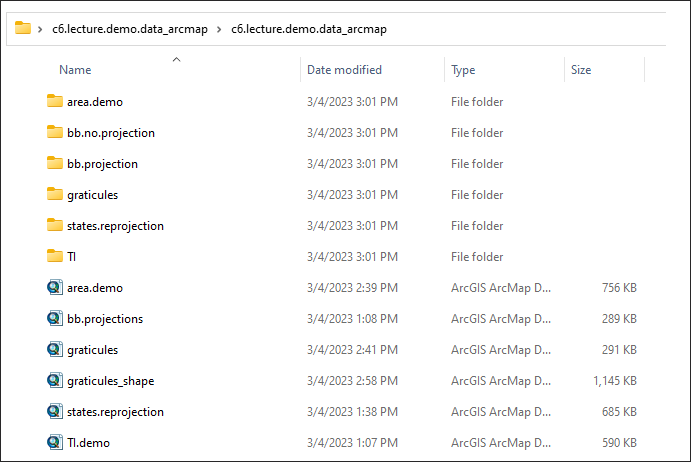 c6.lecture.demo.data_arcmap > c6.lecture.demo.data_arcmap
Name Date modified Type Size
area.demo 3/4/2023 3:01 PM File folder
bb.no.projection 3/4/2023 3:01 PM File folder
bb.projection 3/4/2023 3:01 PM File folder
graticules 3/4/2023 3:01 PM File folder
states.reprojection 3/4/2023 3:01 PM File folder
TI 3/4/2023 3:01 PM File folder
area.demo 3/4/2023 2:39 PM ArcGIS ArcMap D... 756 KB
bb.projections 3/4/2023 1:08 PM ArcGIS ArcMap D... 289 KB
graticules 3/4/2023 2:41 PM ArcGIS ArcMap D... 291 KB
graticules_shape 3/4/2023 2:58 PM ArcGIS ArcMap D... 1,145 KB
states.reprojection 3/4/2023 1:38 PM ArcGIS ArcMap D... 685 KB
TI.demo 3/4/2023 1:07 PM ArcGIS ArcMap D... 590 KB